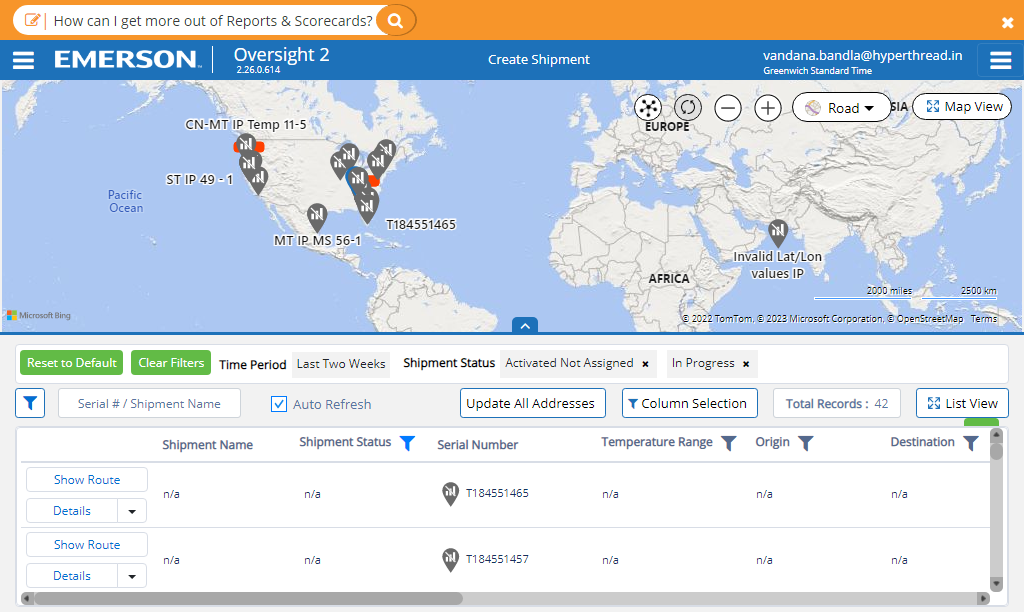 How can I get more out of Reports & Scorecards?
EMERSON
Oversight 2
2.26.0.614
Create Shipment
vandana.bandla@hyperthread.in
Greenwich Standard Time
CN-MT IP Temp 11-5
ST IP 49 - 1
Pacific
Ocean
MT IP MS 56-1
T184551465
EUROPE
Road
SIA
Map View
Invalid Lat/Lon
values IP
AFRICA
2000 miles
2500 km
Microsoft Bing
© 2022 TomTom, © 2023 Microsoft Corporation, © OpenStreetMap Terms
Reset to Default
Clear Filters
Time Period
Last Two Weeks
Shipment Status
Activated Not Assigned ×
In Progress ×
Serial # / Shipment Name
Auto Refresh
Update All Addresses
Column Selection
Total Records : 42
List View
Shipment Name
Shipment Status
Serial Number
Temperature Range
Origin
Destination
Show Route
Details
n/a
n/a
T184551465
n/a
n/a
n/a
Show Route
Details
n/a
n/a
T184551457
n/a
n/a
n/a